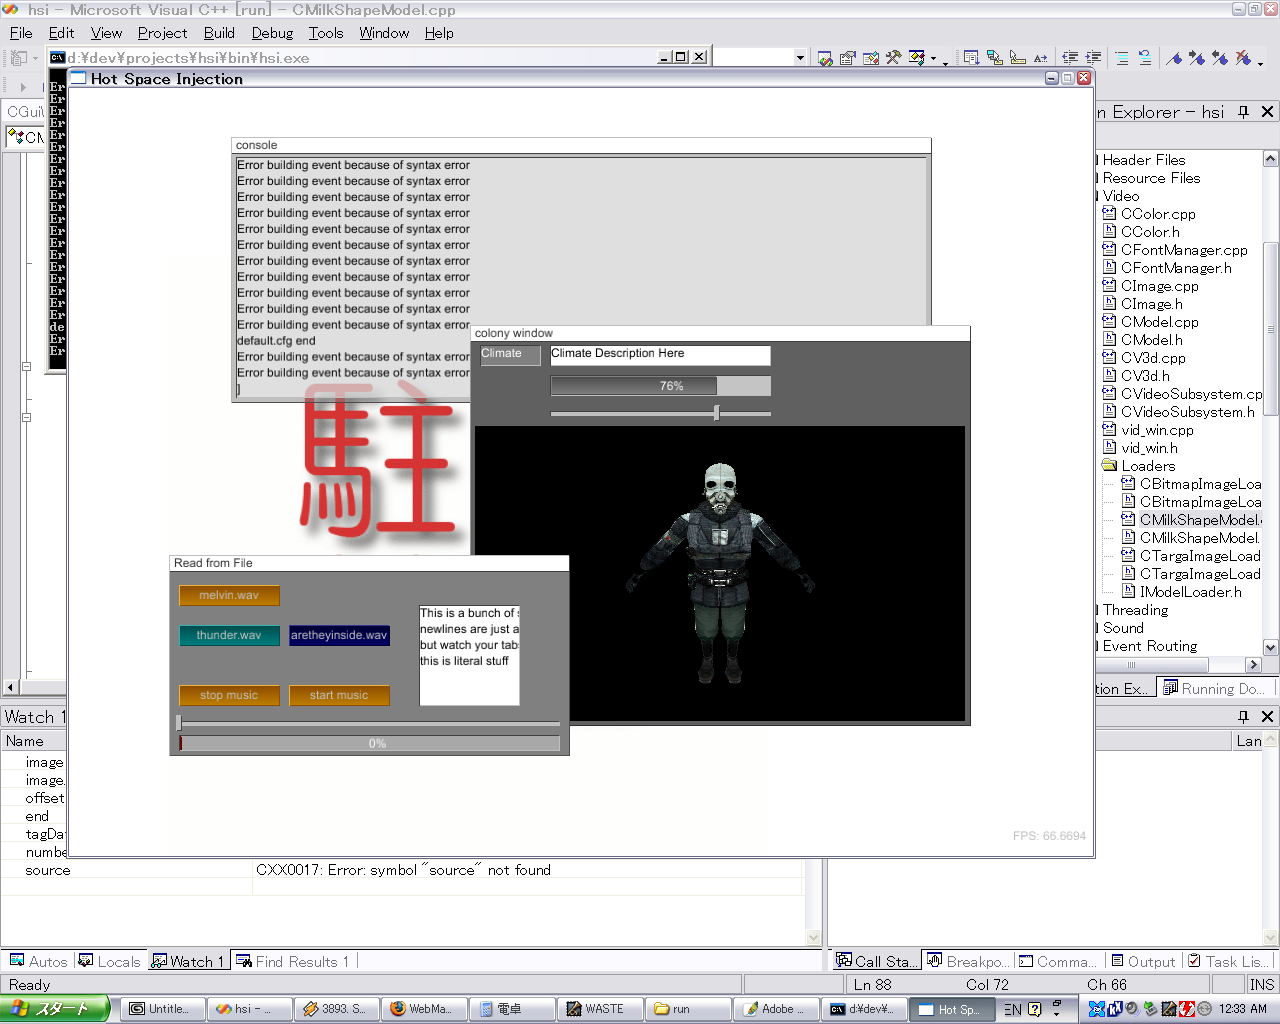 hsi - Microsoft Visual C++ [run] - CMilkShapeModel.cpp
File Edit View Project Build Debug Tools Window Help
d:¥dev¥projects¥hsi¥bin¥hsi.exe
Hot Space Injection
n Explorer - hsi
console
Error building event because of syntax error
Error building event because of syntax error
Error building event because of syntax error
Error building event because of syntax error
Error building event because of syntax error
Error building event because of syntax error
Error building event because of syntax error
Error building event because of syntax error
Error building event because of syntax error
Error building event because of syntax error
Error building event because of syntax error
default.cfg end
Error building event because of syntax error
Error building event because of syntax error
]
colony window
Climate Climate Description Here
76%
駐
Read from File
melvin.wav
thunder.wav aretheyinside.wav
stop music start music
This is a bunch of s
newlines are just a
but watch your tabs
this is literal stuff
0%
FPS: 66.6694
Header Files
Resource Files
Video
CColor.cpp
CColor.h
CFontManager.cpp
CFontManager.h
CImage.cpp
CImage.h
CModel.cpp
CModel.h
CV3d.cpp
CV3d.h
CVideoSubsystem.cp
CVideoSubsystem.h
vid_win.cpp
vid_win.h
Loaders
CBitmapImageLoa
CBitmapImageLoa
CMilkShapeModel.
CMilkShapeModel.
CTargaImageLoad
CTargaImageLoad
IModelLoader.h
Threading
Sound
Event Routing
tion Ex... Running Do...
Watch 1
Name
image
image.
offset
end
tagDa
numbe
source CXX0017: Error: symbol "source" not found
Lan
Autos Locals Watch 1 Find Results 1
Call Sta... Breakpo... Comma... Output Task Lis...
Ready Ln 88 Col 72 Ch 66 INS
スタート Untitle... hsi - ... 3893. S... WebMa... 電卓 WASTE run Adobe ... d:¥dev¥... Hot Sp... EN 12:33 AM